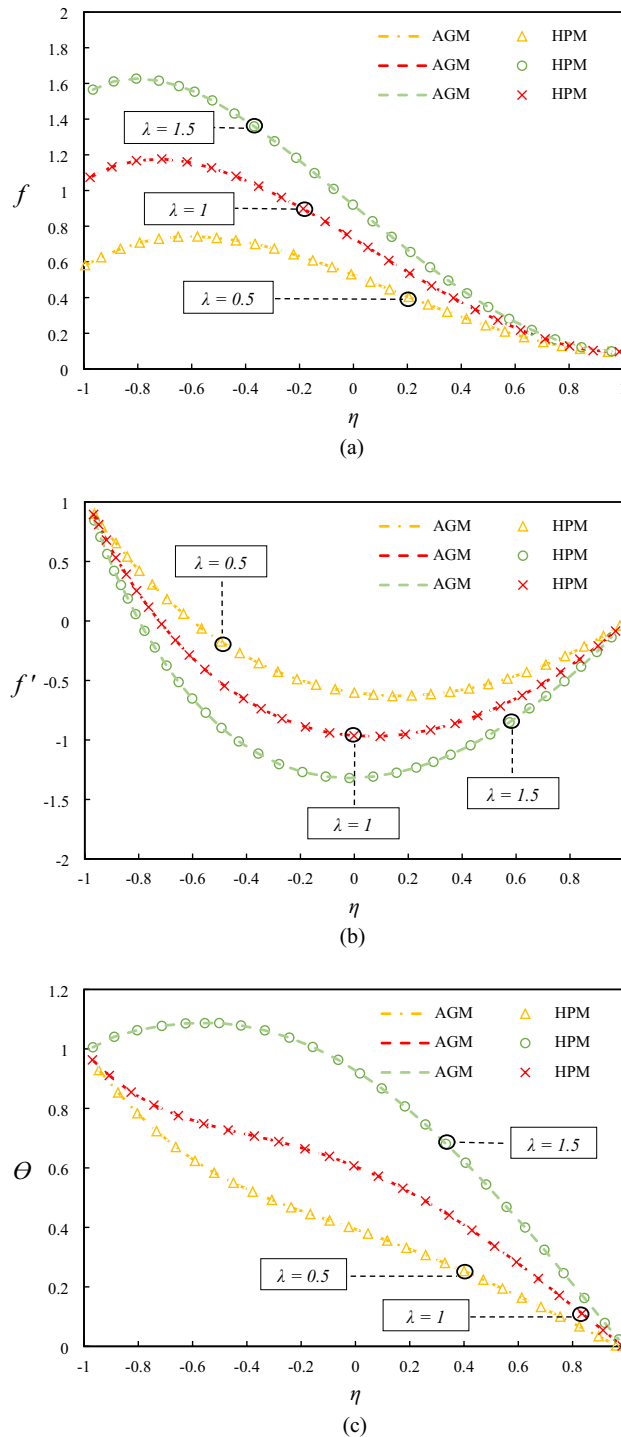 2
1.8
1.6
1.4
1.2
1
0.8
0.6
0.4
0.2
0
f
AGM HPM
AGM HPM
AGM HPM
λ = 1.5
λ = 1
λ = 0.5
-1 -0.8 -0.6 -0.4 -0.2 0 0.2 0.4 0.6 0.8 1
η
(a)
1
0.5
0
-0.5
-1
-1.5
-2
f'
AGM HPM
AGM HPM
AGM HPM
λ = 0.5
λ = 1.5
λ = 1
-1 -0.8 -0.6 -0.4 -0.2 0 0.2 0.4 0.6 0.8 1
η
(b)
1.2
1
0.8
0.6
0.4
0.2
0
Θ
AGM HPM
AGM HPM
AGM HPM
λ = 1.5
λ = 0.5
λ = 1
-1 -0.8 -0.6 -0.4 -0.2 0 0.2 0.4 0.6 0.8 1
η
(c)